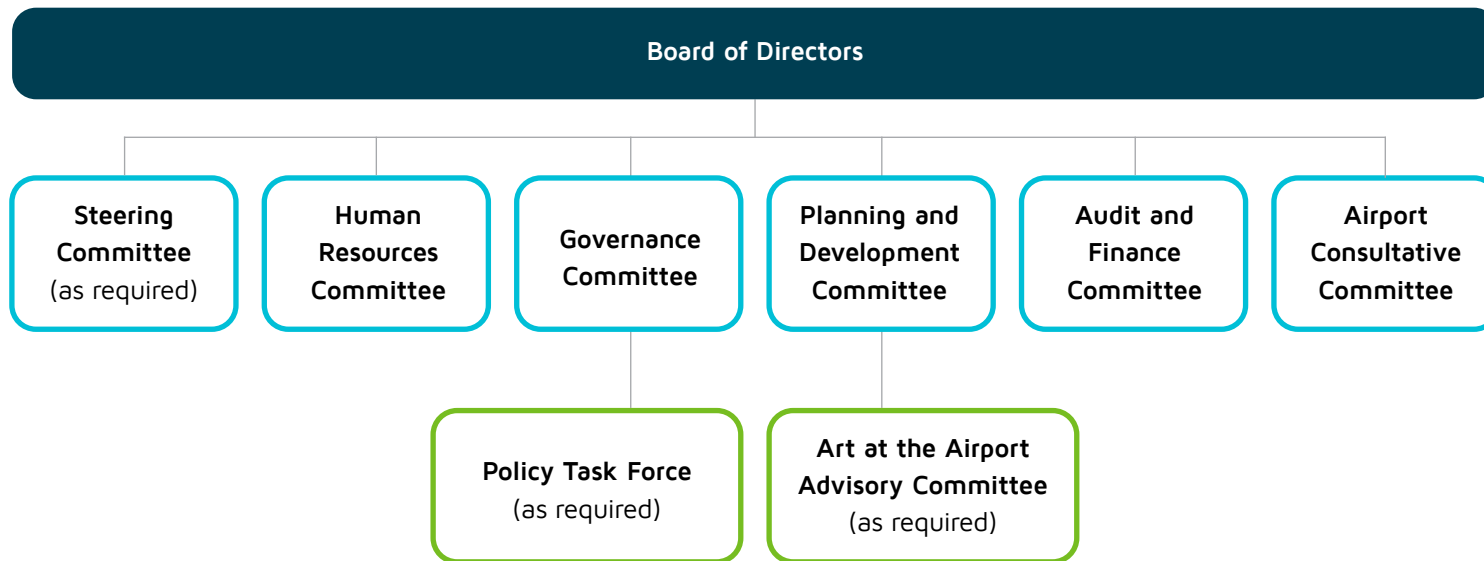 Board of Directors
Steering
Committee
(as required)
Human
Resources
Committee
Governance
Committee
Planning and
Development
Committee
Audit and
Finance
Committee
Airport
Consultative
Committee
Policy Task Force
(as required)
Art at the Airport
Advisory Committee
(as required)